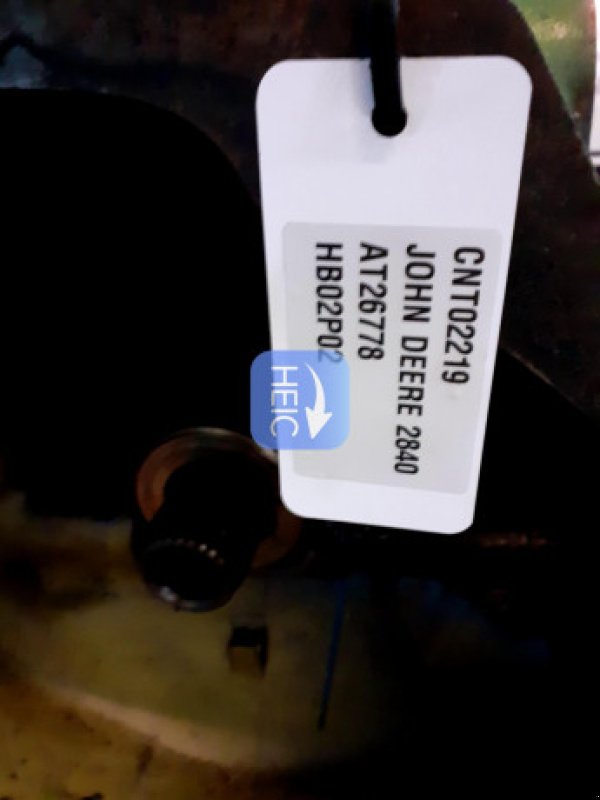 CNT02219
JOHN DEERE 2840
AT26778
HB02P02
HEIC